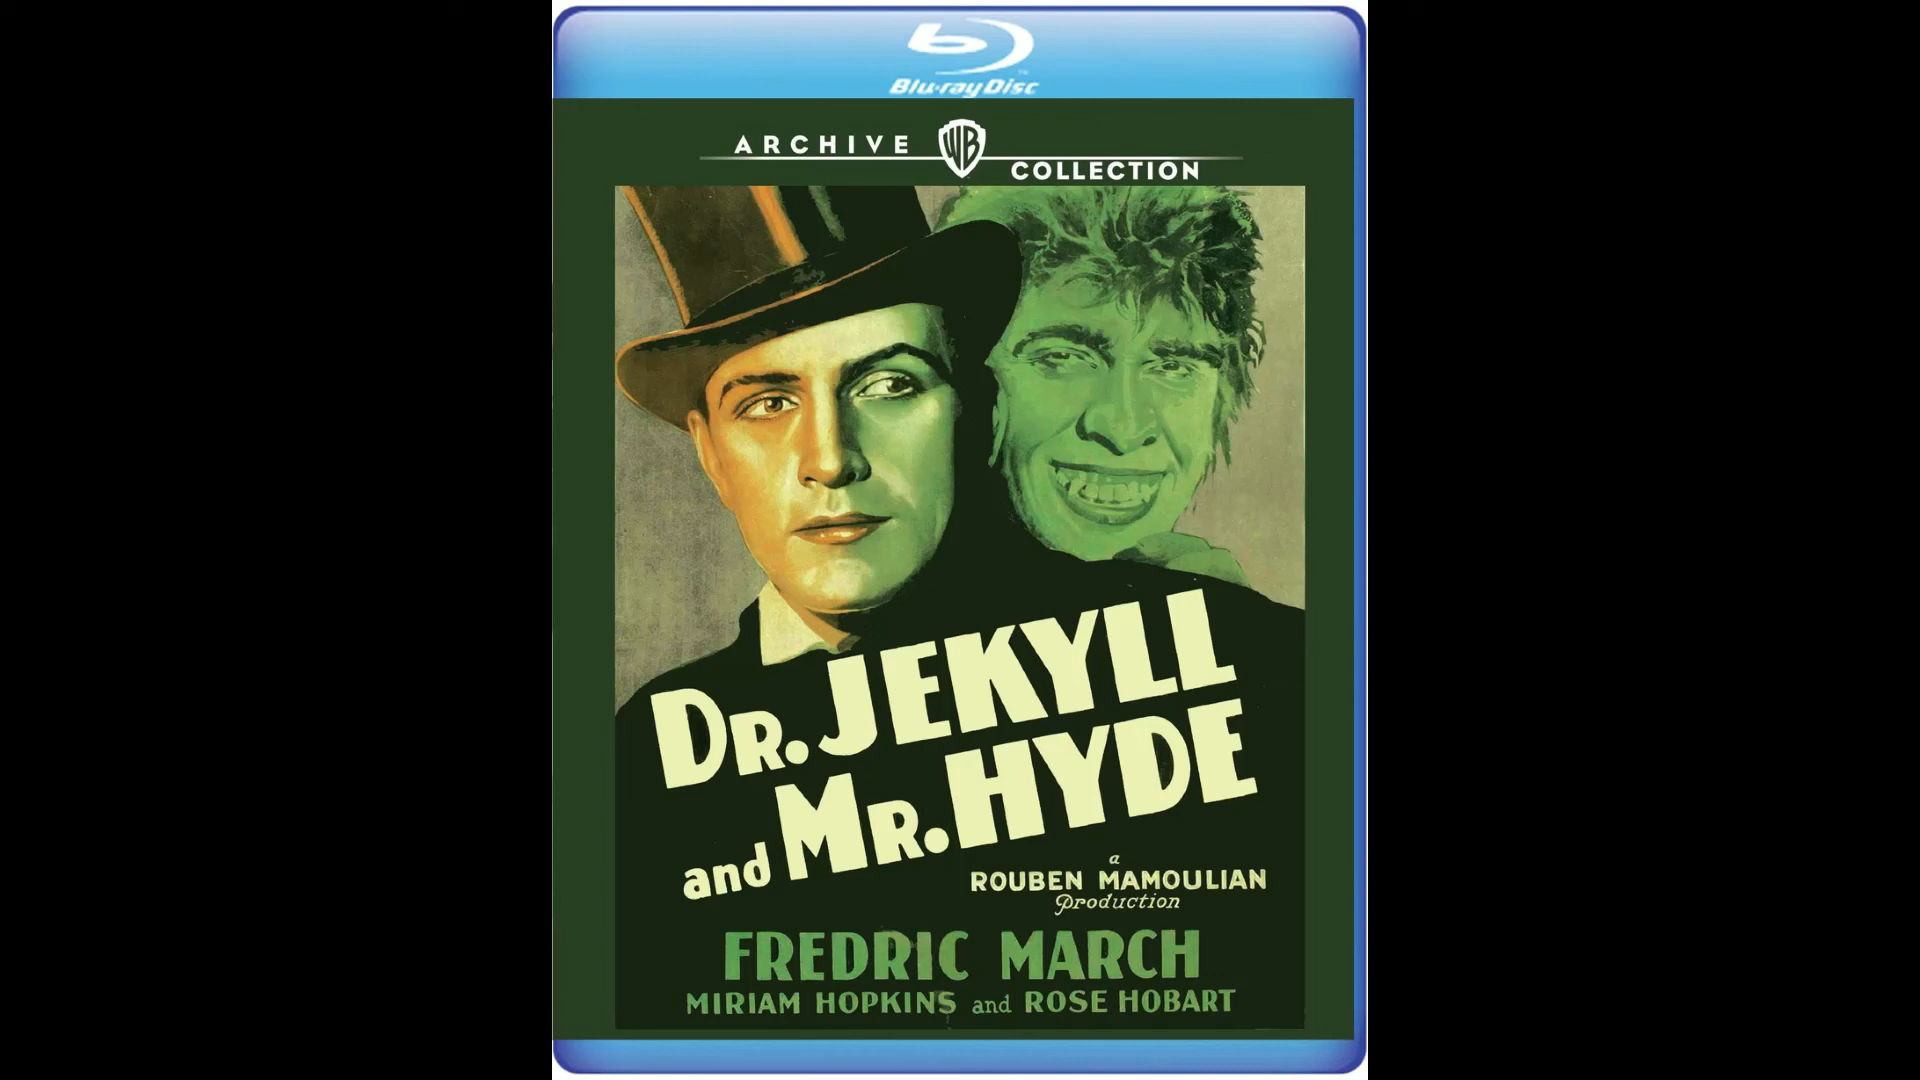 Blu-ray Disc
ARCHIVE WB COLLECTION
DR. JEKYLL
and MR. HYDE
a
ROUBEN MAMOULIAN
Production
FREDRIC MARCH
MIRIAM HOPKINS and ROSE HOBART